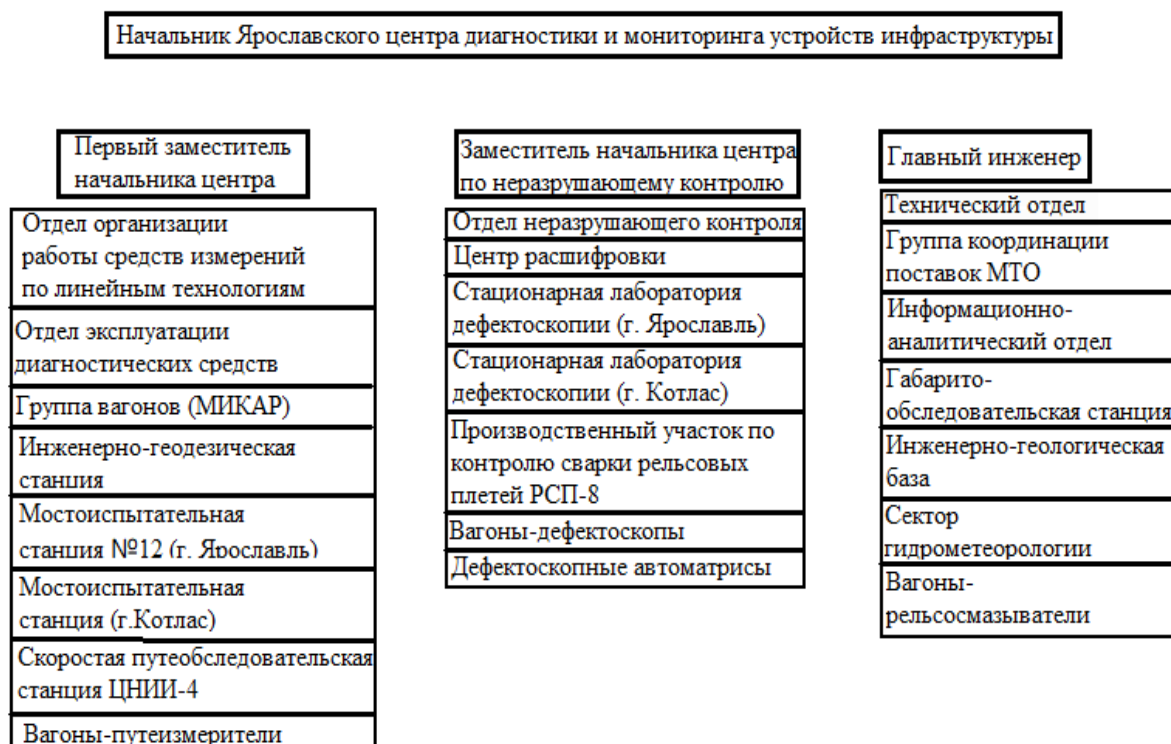 Начальник Ярославского центра диагностики и мониторинга устройств инфраструктуры
Первый заместитель
начальника центра
Отдел организации
работы средств измерений
по линейным технологиям
Отдел эксплуатации
диагностических средств
Группа вагонов (МИКАР)
Инженерно-геодезическая
станция
Мостоиспытательная
станция №12 (г. Ярославль)
Мостоиспытательная
станция (г.Котлас)
Скоростая путеобследовательская
станция ЦНИИ-4
Вагоны-путеизмерители
Заместитель начальника центра
по неразрушающему контролю
Отдел неразрушающего контроля
Центр расшифровки
Стационарная лаборатория
дефектоскопии (г. Ярославль)
Стационарная лаборатория
дефектоскопии (г. Котлас)
Производственный участок по
контролю сварки рельсовых
плетей РСП-8
Вагоны-дефектоскопы
Дефектоскопные автоматрисы
Главный инженер
Технический отдел
Группа координации
поставок МТО
Информационно-
аналитический отдел
Габарито-
обследовательская станция
Инженерно-геологическая
база
Сектор
гидрометеорологии
Вагоны-
рельсосмазыватели